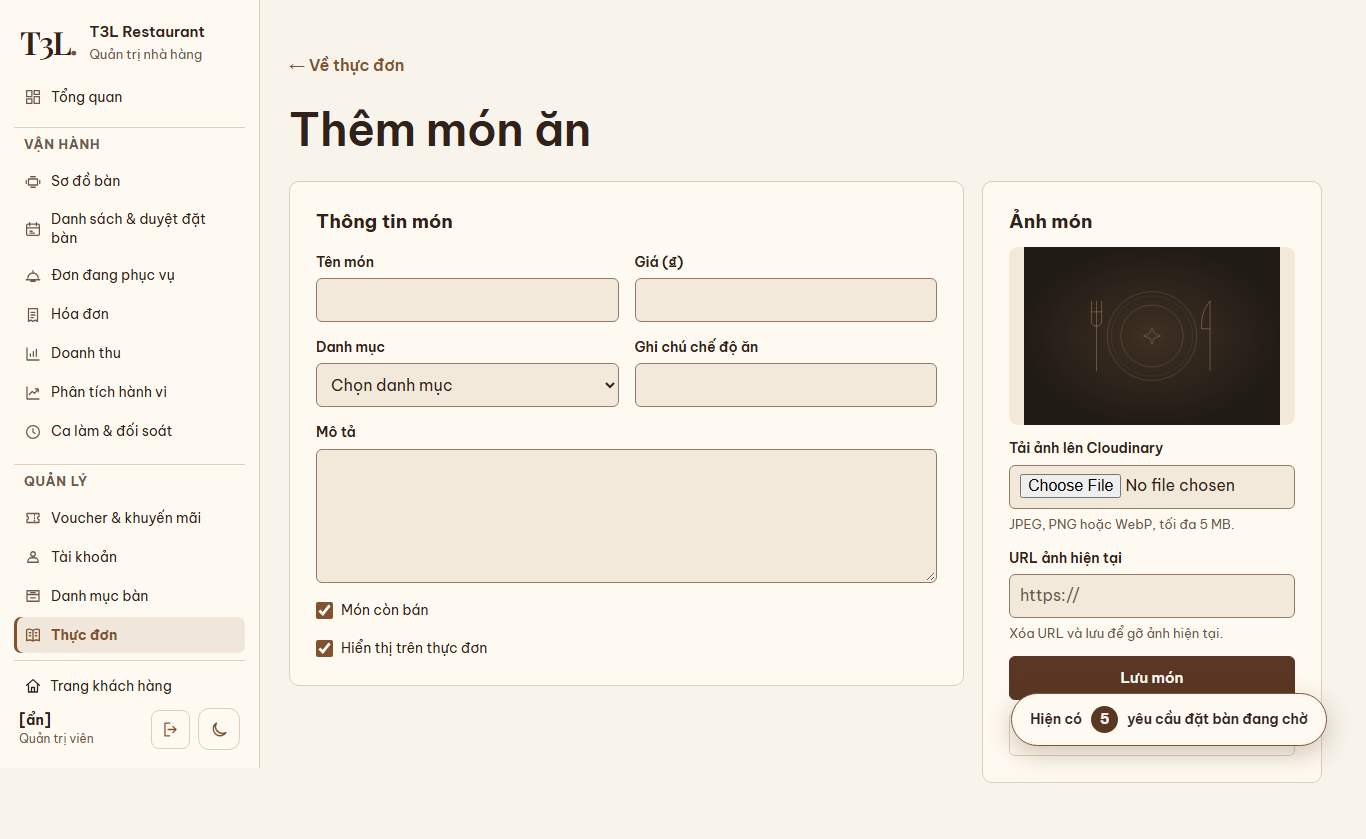 T3L.
T3L Restaurant
Quản trị nhà hàng
Tổng quan
VẬN HÀNH
Sơ đồ bàn
Danh sách & duyệt đặt
bàn
Đơn đang phục vụ
Hóa đơn
Doanh thu
Phân tích hành vi
Ca làm & đối soát
QUẢN LÝ
Voucher & khuyến mãi
Tài khoản
Danh mục bàn
Thực đơn
Trang khách hàng
[ẩn]
Quản trị viên
← Về thực đơn
Thêm món ăn
Thông tin món
Tên món
Giá (₫)
Danh mục
Ghi chú chế độ ăn
Chọn danh mục
Mô tả
Món còn bán
Hiển thị trên thực đơn
Ảnh món
Tải ảnh lên Cloudinary
Choose File No file chosen
JPEG, PNG hoặc WebP, tối đa 5 MB.
URL ảnh hiện tại
https://
Xóa URL và lưu để gỡ ảnh hiện tại.
Lưu món
Hiện có 5 yêu cầu đặt bàn đang chờ